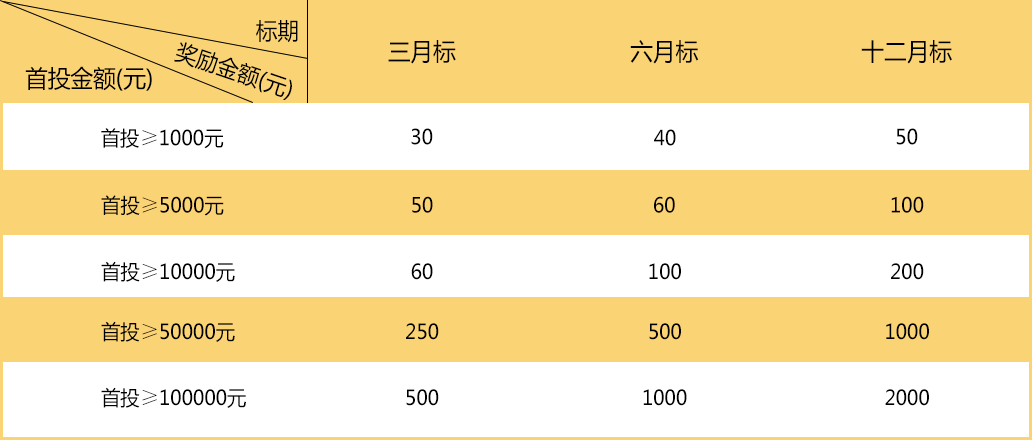 标期
奖励金额(元)
首投金额(元)
三月标 六月标 十二月标
首投≥1000元 30 40 50
首投≥5000元 50 60 100
首投≥10000元 60 100 200
首投≥50000元 250 500 1000
首投≥100000元 500 1000 2000